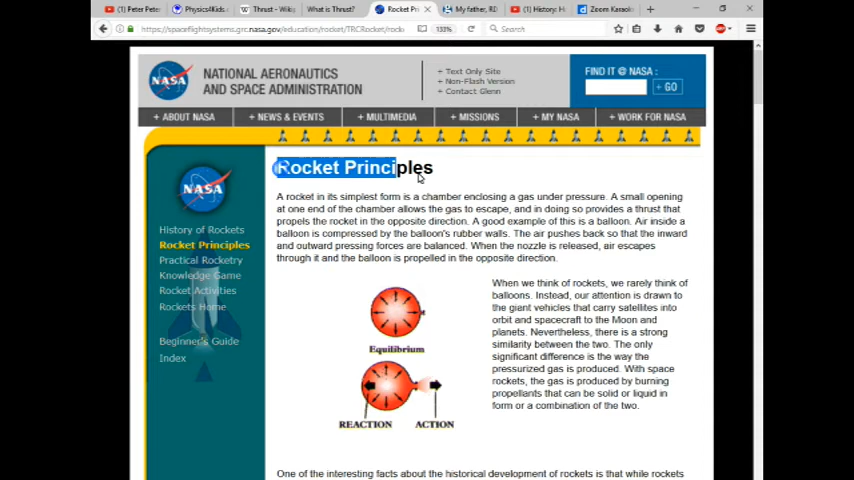 Peter Peter
Physics4Kids.c
Thrust - Wikip
What is Thrust?
Rocket Pri
My father, RD
History: H
Zoom Karaok
https://spaceflightsystems.grc.nasa.gov/education/rocket/TRCRocket/rocke
133%
Search
NASA
NATIONAL AERONAUTICS
AND SPACE ADMINISTRATION
+ Text Only Site
+ Non-Flash Version
+ Contact Glenn
FIND IT @ NASA :
+ GO
+ ABOUT NASA
+ NEWS & EVENTS
+ MULTIMEDIA
+ MISSIONS
+ MY NASA
+ WORK FOR NASA
NASA
History of Rockets
Rocket Principles
Practical Rocketry
Knowledge Game
Rocket Activities
Rockets Home
Beginner's Guide
Index
Rocket Principles
A rocket in its simplest form is a chamber enclosing a gas under pressure. A small opening
at one end of the chamber allows the gas to escape, and in doing so provides a thrust that
propels the rocket in the opposite direction. A good example of this is a balloon. Air inside a
balloon is compressed by the balloon's rubber walls. The air pushes back so that the inward
and outward pressing forces are balanced. When the nozzle is released, air escapes
through it and the balloon is propelled in the opposite direction.
Equilibrium
REACTION
ACTION
When we think of rockets, we rarely think of
balloons. Instead, our attention is drawn to
the giant vehicles that carry satellites into
orbit and spacecraft to the Moon and
planets. Nevertheless, there is a strong
similarity between the two. The only
significant difference is the way the
pressurized gas is produced. With space
rockets, the gas is produced by burning
propellants that can be solid or liquid in
form or a combination of the two.
One of the interesting facts about the historical development of rockets is that while rockets